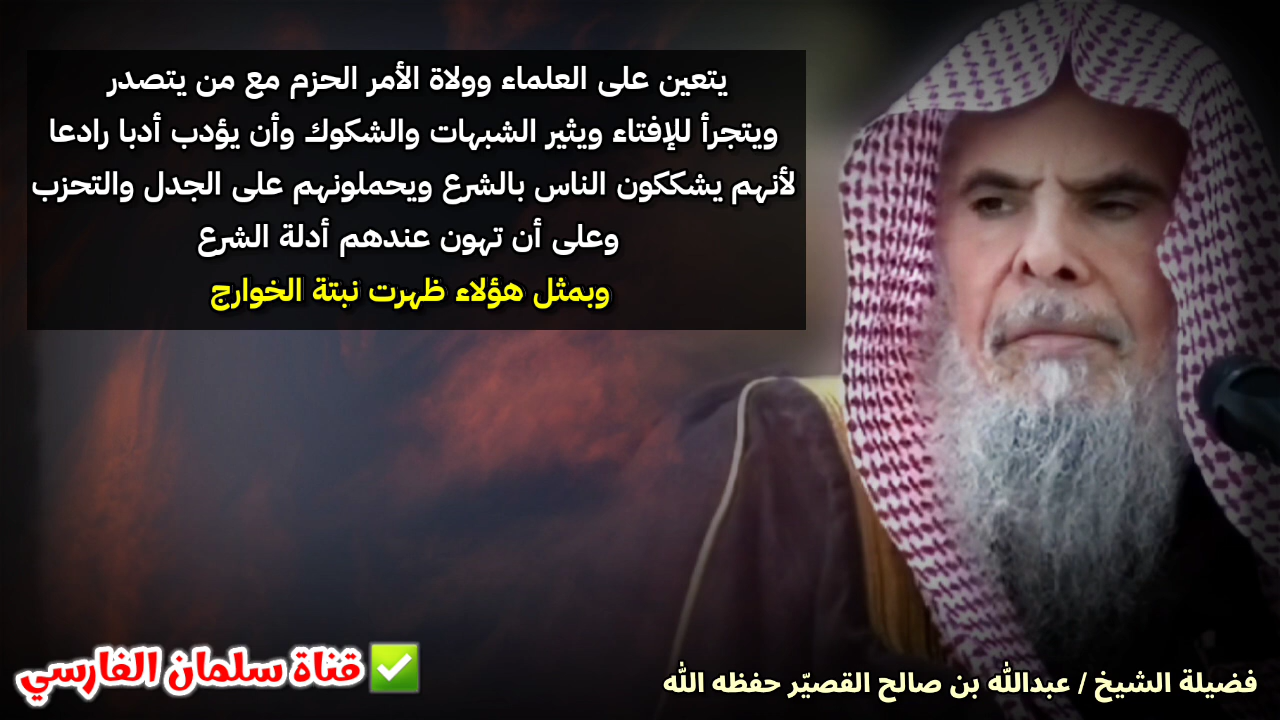 يتعين على العلماء وولاة الأمر الحزم مع من يتصدر
ويتجرأ للإفتاء ويثير الشبهات والشكوك وأن يؤدب أدبا رادعا
لأنهم يشككون الناس بالشرع ويحملونهم على الجدل والتحزب
وعلى أن تهون عندهم أدلة الشرع
وبمثل هؤلاء ظهرت نبتة الخوارج
فضيلة الشيخ / عبدالله بن صالح القصيّر حفظه الله
✅ قناة سلمان الفارسي